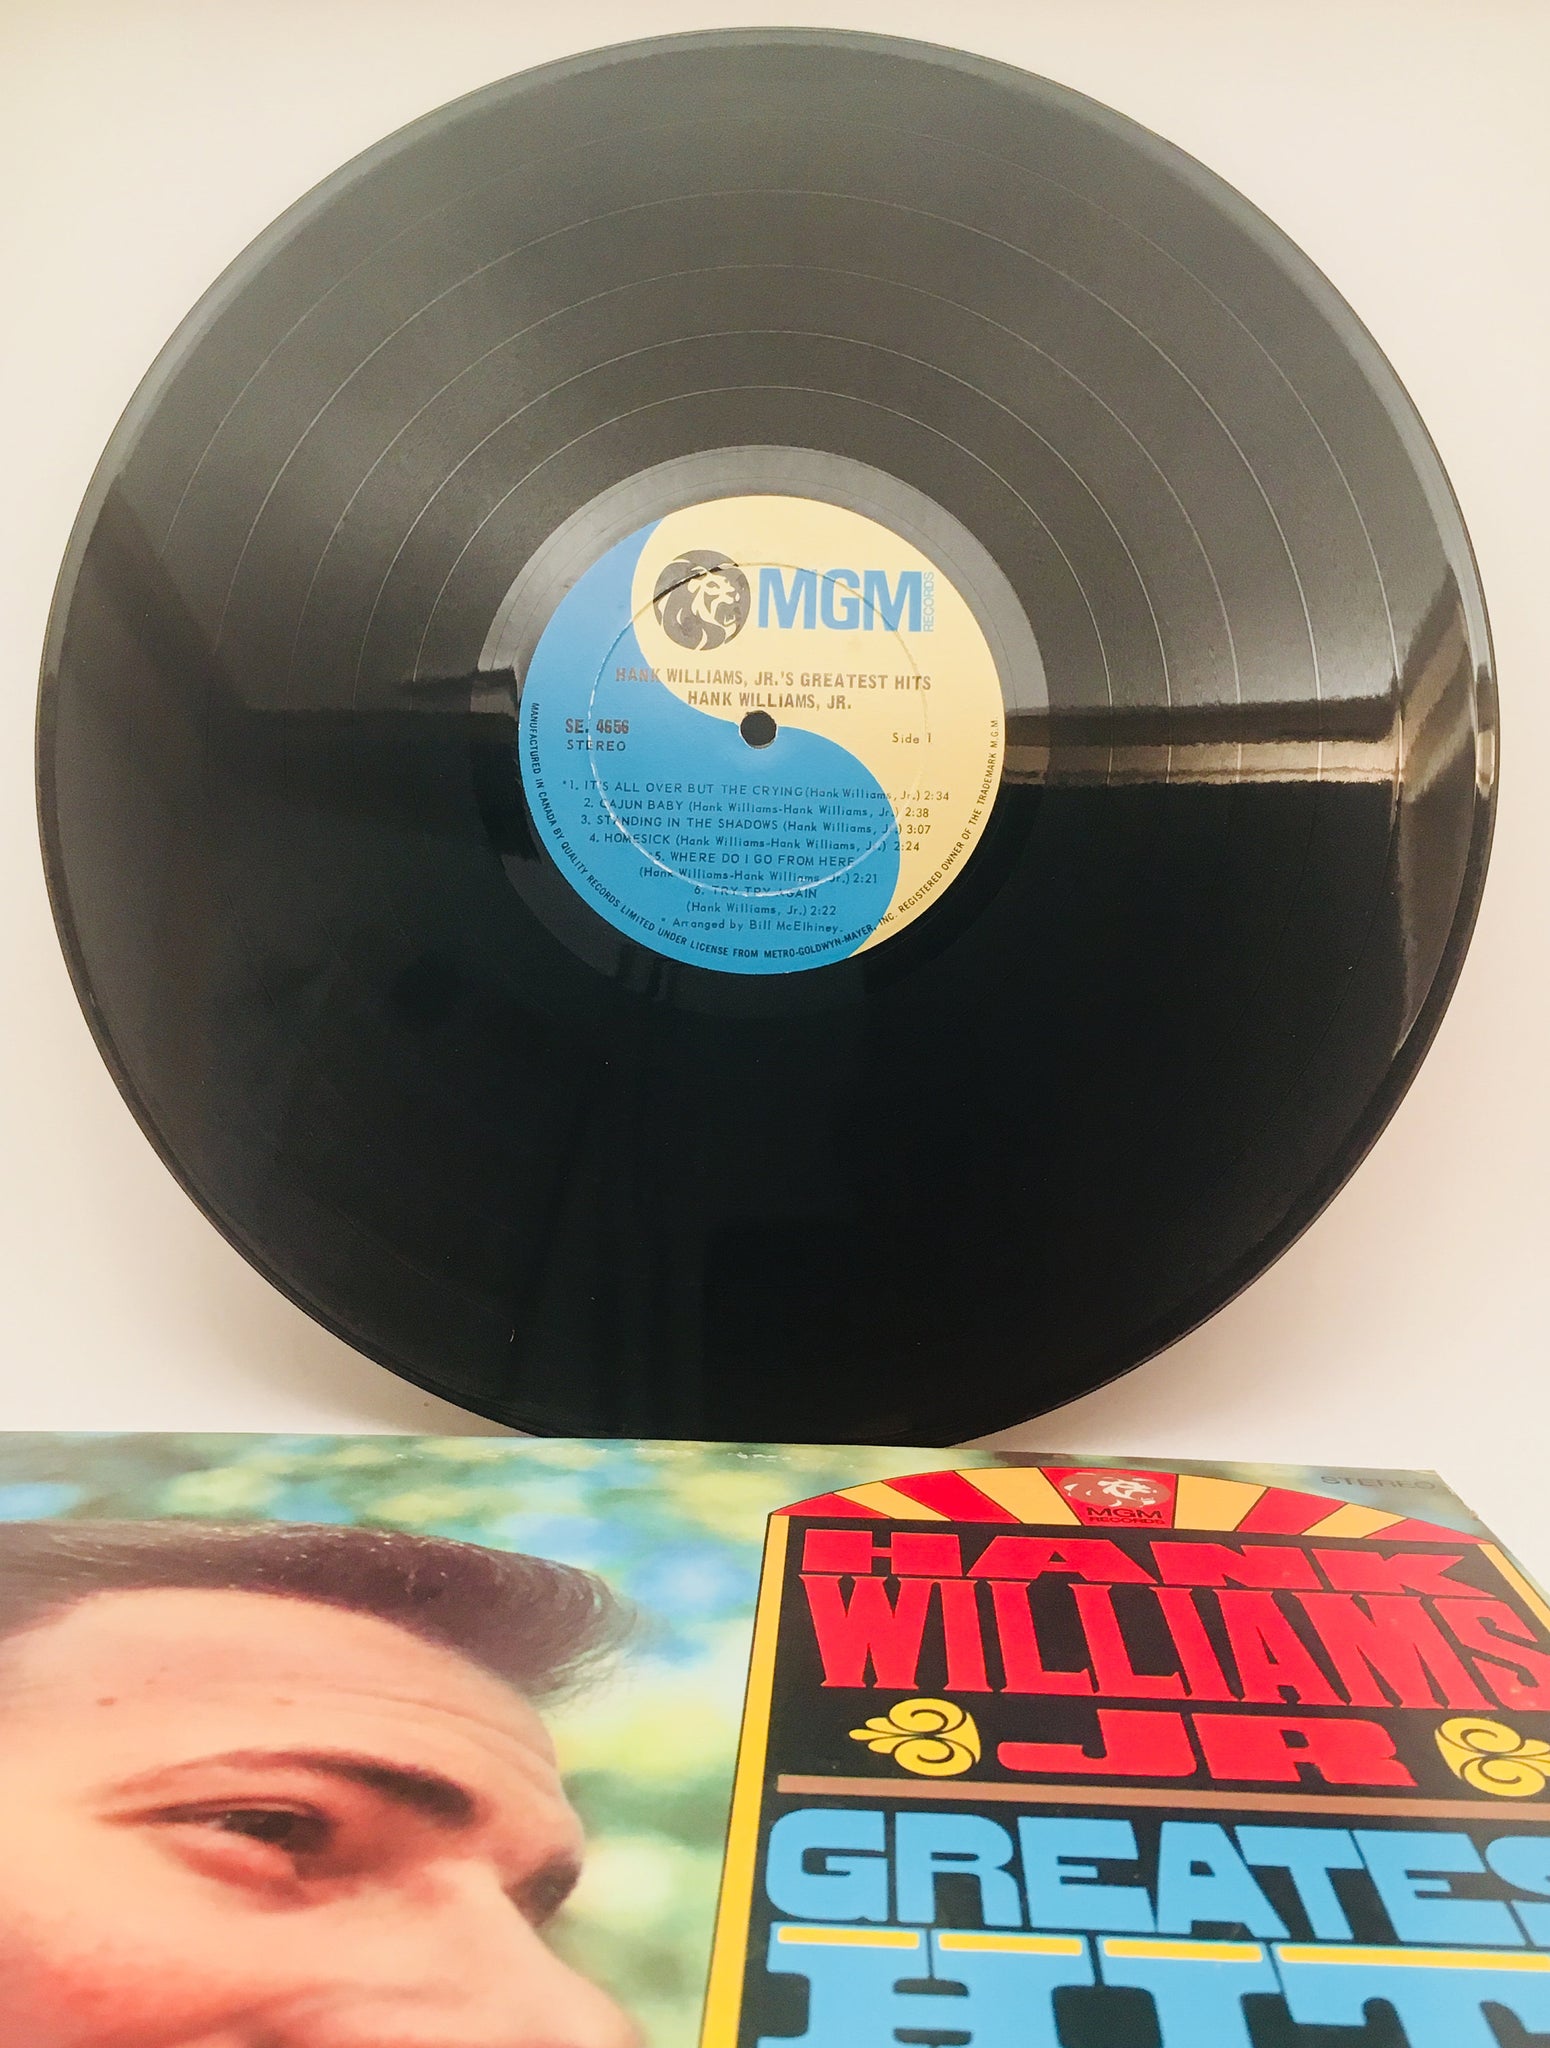 MGM RECORDS
HANK WILLIAMS, JR.'S GREATEST HITS
HANK WILLIAMS, JR.
SE. 4656
STEREO
Side 1
*1. IT'S ALL OVER BUT THE CRYING (Hank Williams, Jr.) 2:34
2. CAJUN BABY (Hank Williams-Hank Williams, Jr.) 2:38
3. STANDING IN THE SHADOWS (Hank Williams, Jr.) 3:07
4. HOMESICK (Hank Williams-Hank Williams, Jr.) 2:24
*5. WHERE DO I GO FROM HERE
(Hank Williams-Hank Williams, Jr.) 2:21
6. TRY TRY AGAIN
(Hank Williams, Jr.) 2:22
* Arranged by Bill McElhiney.
MANUFACTURED IN CANADA BY QUALITY RECORDS LIMITED UNDER LICENSE FROM METRO-GOLDWYN-MAYER, INC. REGISTERED OWNER OF THE TRADEMARK M.G.M.
STEREO
MGM
RECORDS
HANK
WILLIAMS
JR
GREATES
HIT